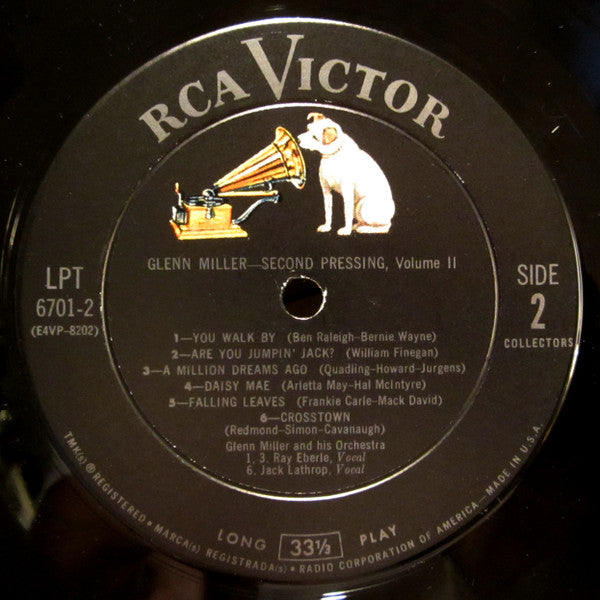 RCA VICTOR
GLENN MILLER—SECOND PRESSING, Volume II
LPT
6701-2
(E4VP-8202)
SIDE
2
COLLECTORS
1—YOU WALK BY (Ben Raleigh-Bernie Wayne)
2—ARE YOU JUMPIN' JACK? (William Finegan)
3—A MILLION DREAMS AGO (Quadling-Howard-Jurgens)
4—DAISY MAE (Arletta May-Hal McIntyre)
5—FALLING LEAVES (Frankie Carle-Mack David)
6—CROSSTOWN
(Redmond-Simon-Cavanaugh)
Glenn Miller and his Orchestra
1, 3. Ray Eberle, Vocal
6. Jack Lathrop, Vocal
LONG 33⅓ PLAY
TMK(s) ® REGISTERED • MARCA(s) REGISTRADA(s) • RADIO CORPORATION OF AMERICA—MADE IN U.S.A.